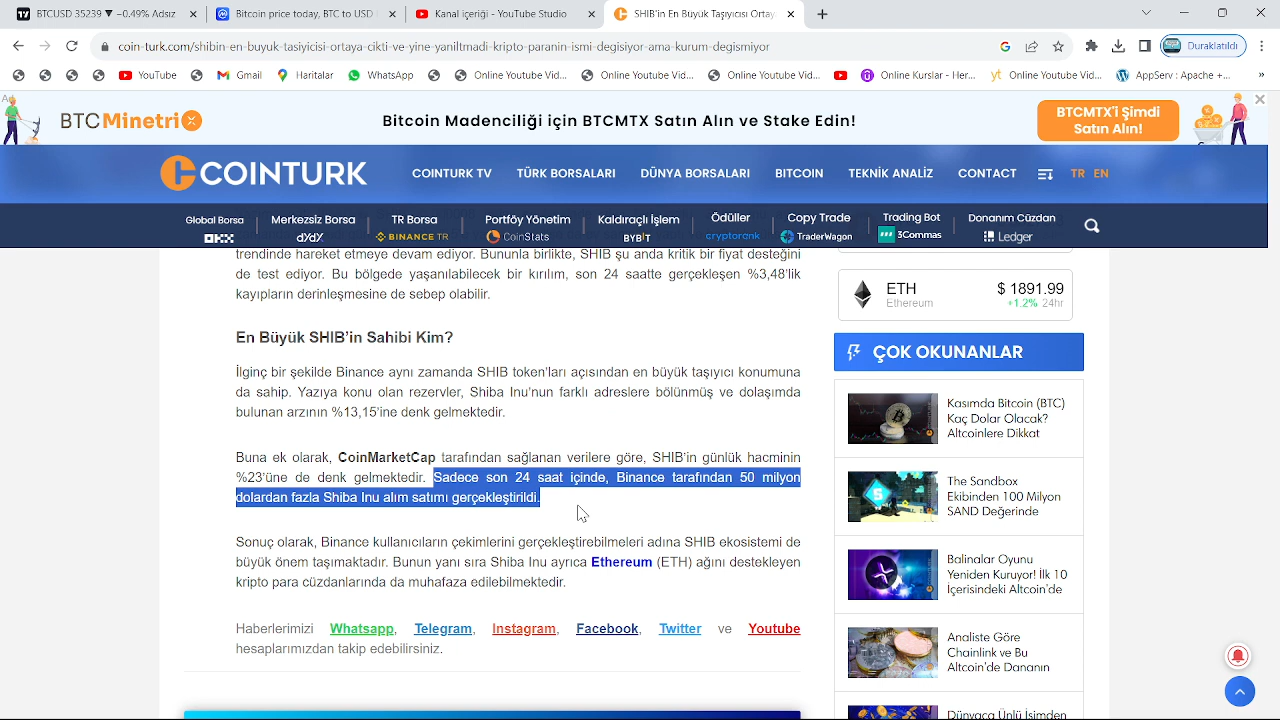 BTCUSD 35239 ▼ −0.49% Adsız
Bitcoin price today, BTC to USD
Kanal içeriği - YouTube Studio
SHIB'in En Büyük Taşıyıcısı Ortay
coin-turk.com/shibin-en-buyuk-tasiyicisi-ortaya-cikti-ve-yine-yanilmadi-kripto-paranin-ismi-degisiyor-ama-kurum-degismiyor
Duraklatıldı
YouTube
Gmail
Haritalar
WhatsApp
Online Youtube Vid...
Online Youtube Vid...
Online Youtube Vid...
Online Kurslar - Her...
yt Online Youtube Vid...
AppServ : Apache +...
»
Ad
BTCMinetrix
Bitcoin Madenciliği için BTCMTX Satın Alın ve Stake Edin!
BTCMTX'i Şimdi
Satın Alın!
COINTURK
COINTURK TV
TÜRK BORSALARI
DÜNYA BORSALARI
BITCOIN
TEKNİK ANALİZ
CONTACT
TR EN
Global Borsa
OKX
Merkezsiz Borsa
dYdX
TR Borsa
BINANCE TR
Portföy Yönetim
CoinStats
Kaldıraçlı İşlem
BYBIT
Ödüller
cryptorank
Copy Trade
TraderWagon
Trading Bot
3Commas
Donanım Cüzdan
Ledger
trendinde hareket etmeye devam ediyor. Bununla birlikte, SHIB şu anda kritik bir fiyat desteğini
de test ediyor. Bu bölgede yaşanılabilecek bir kırılım, son 24 saatte gerçekleşen %3,48'lik
kayıpların derinleşmesine de sebep olabilir.
En Büyük SHIB'in Sahibi Kim?
İlginç bir şekilde Binance aynı zamanda SHIB token'ları açısından en büyük taşıyıcı konumuna
da sahip. Yazıya konu olan rezervler, Shiba Inu'nun farklı adreslere bölünmüş ve dolaşımda
bulunan arzının %13,15'ine denk gelmektedir.
Buna ek olarak, CoinMarketCap tarafından sağlanan verilere göre, SHIB'in günlük hacminin
%23'üne de denk gelmektedir. Sadece son 24 saat içinde, Binance tarafından 50 milyon
dolardan fazla Shiba Inu alım satımı gerçekleştirildi.
Sonuç olarak, Binance kullanıcıların çekimlerini gerçekleştirebilmeleri adına SHIB ekosistemi de
büyük önem taşımaktadır. Bunun yanı sıra Shiba Inu ayrıca Ethereum (ETH) ağını destekleyen
kripto para cüzdanlarında da muhafaza edilebilmektedir.
Haberlerimizi Whatsapp, Telegram, Instagram, Facebook, Twitter ve Youtube
hesaplarımızdan takip edebilirsiniz.
ETH $ 1891.99
Ethereum +1.2% 24hr
ÇOK OKUNANLAR
Kasımda Bitcoin (BTC)
Kaç Dolar Olacak?
Altcoinlere Dikkat
The Sandbox
Ekibinden 100 Milyon
SAND Değerinde
Balinalar Oyunu
Yeniden Kuruyor! İlk 10
İçerisindeki Altcoin'de
Analiste Göre
Chainlink ve Bu
Altcoin'de Dananın
Dünyaca Ünlü İsimden